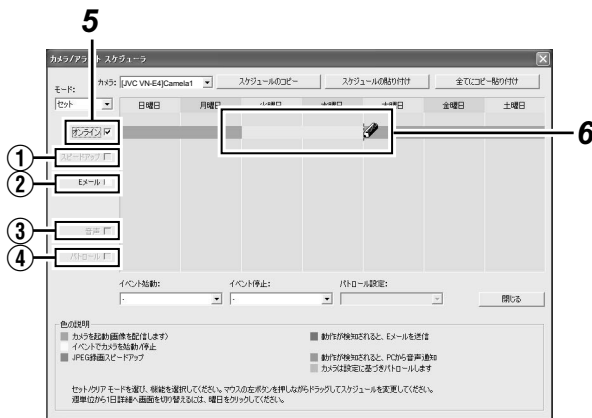 5
カメラ/アラート スケジューラ
モード:
カメラ:
[JVC VN-E4]Camela1
スケジュールのコピー
スケジュールの貼り付け
全てにコピー貼り付け
セット
日曜日
月曜日
火曜日
水曜日
木曜日
金曜日
土曜日
オンライン
6
①
スピードアップ
②
Eメール
③
音声
④
パトロール
イベント始動:
イベント停止:
パトロール設定:
-
-
閉じる
色の説明
カメラを起動(画像を配信します)
動作が検知されると、Eメールを送信
イベントでカメラを始動/停止
JPEG録画スピードアップ
動作が検知されると、PCから音声通知
カメラは設定に基づきパトロールします
セット/クリア モードを選び、機能を選択してください。マウスの左ボタンを押しながらドラッグしてスケジュールを変更してください。
週単位から1日詳細へ画面を切り替えるには、曜日をクリックしてください。